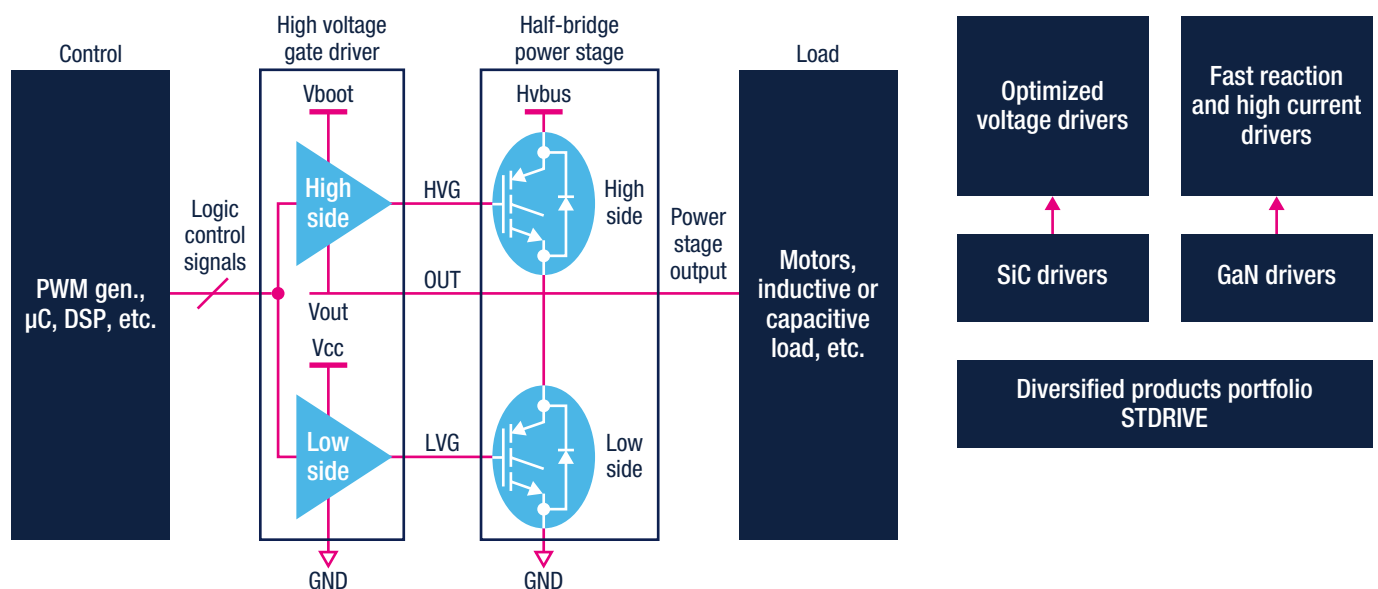 Control
PWM gen.,
µC, DSP, etc.
Logic
control
signals
High voltage
gate driver
Vboot
High
side
Vout
Vcc
Low
side
GND
HVG
OUT
LVG
Half-bridge
power stage
Hvbus
High
side
Low
side
GND
Power
stage
output
Load
Motors,
inductive or
capacitive
load, etc.
Optimized
voltage drivers
Fast reaction
and high current
drivers
SiC drivers
GaN drivers
Diversified products portfolio
STDRIVE